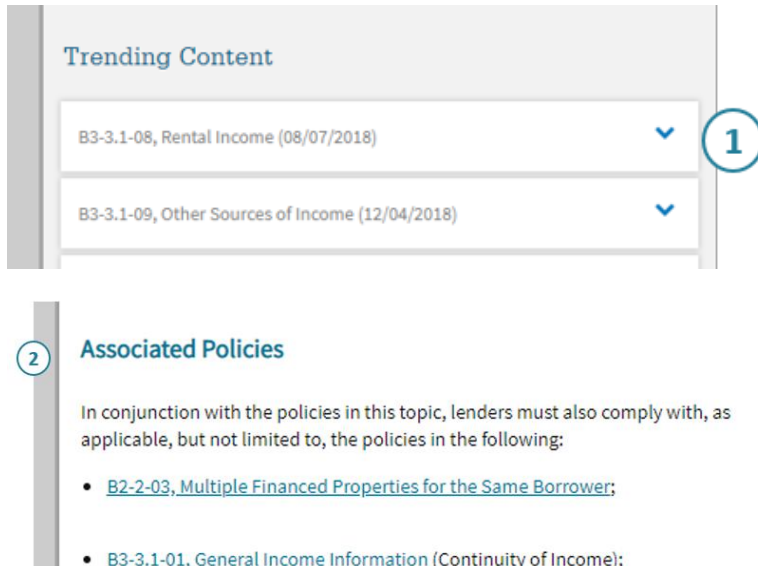 Trending Content
B3-3.1-08, Rental Income (08/07/2018)
1
B3-3.1-09, Other Sources of Income (12/04/2018)
2
Associated Policies
In conjunction with the policies in this topic, lenders must also comply with, as
applicable, but not limited to, the policies in the following:
• B2-2-03, Multiple Financed Properties for the Same Borrower;
• B3-3.1-01, General Income Information (Continuity of Income);